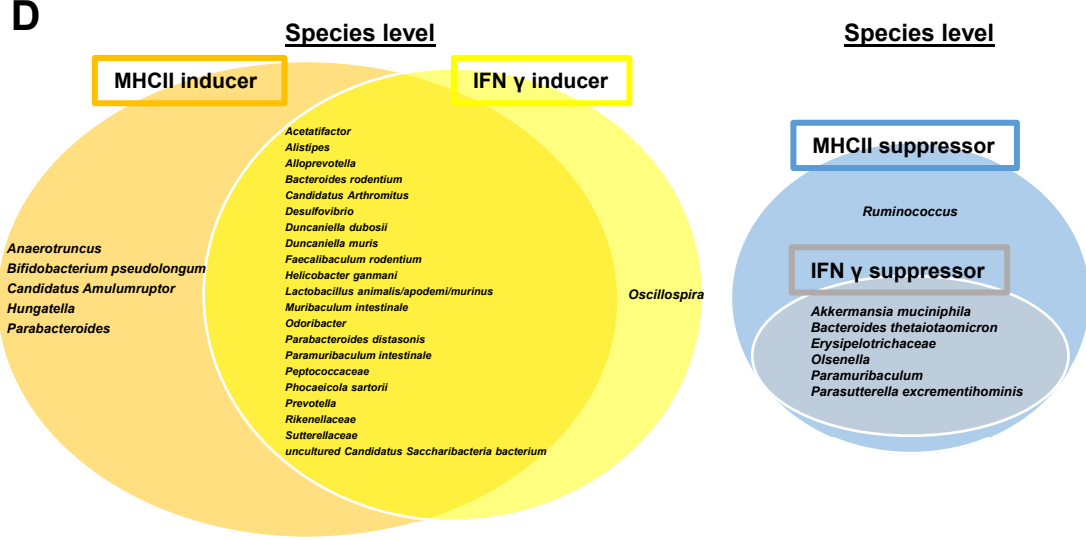 D
Species level
MHCII inducer
IFN γ inducer
Acetatifactor
Alistipes
Alloprevotella
Bacteroides rodentium
Candidatus Arthromitus
Desulfovibrio
Duncaniella dubosii
Duncaniella muris
Faecalibaculum rodentium
Helicobacter ganmani
Lactobacillus animalis/apodemi/murinus
Muribaculum intestinale
Odoribacter
Parabacteroides distasonis
Paramuribaculum intestinale
Peptococcaceae
Phocaeicola sartorii
Prevotella
Rikenellaceae
Sutterellaceae
uncultured Candidatus Saccharibacteria bacterium
Anaerotruncus
Bifidobacterium pseudolongum
Candidatus Amulumruptor
Hungatella
Parabacteroides
Oscillospira
Species level
MHCII suppressor
Ruminococcus
IFN γ suppressor
Akkermansia muciniphila
Bacteroides thetaiotaomicron
Erysipelotrichaceae
Olsenella
Paramuribaculum
Parasutterella excrementihominis